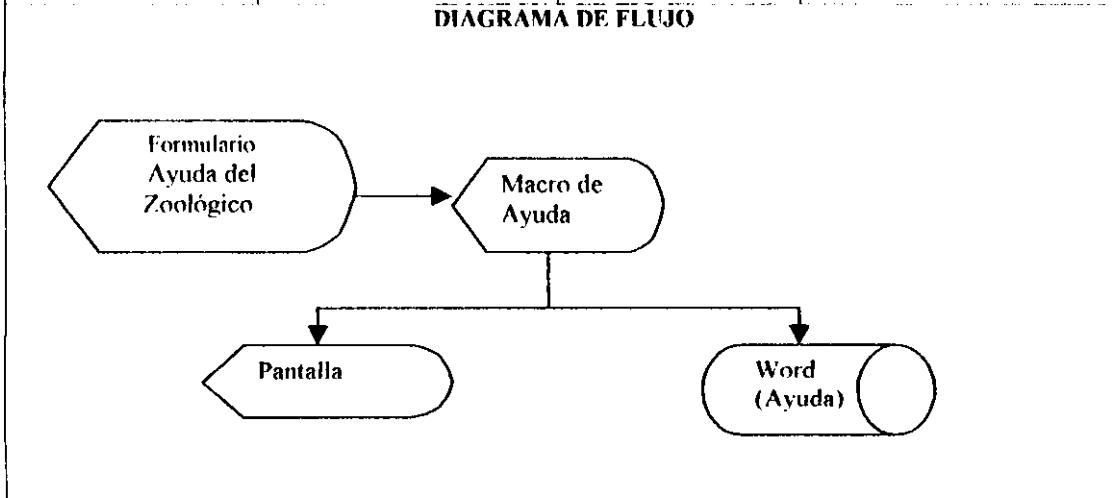 DIAGRAMA DE FLUJO
Formulario
Ayuda del
Zoológico
Macro de
Ayuda
Pantalla
Word
(Ayuda)